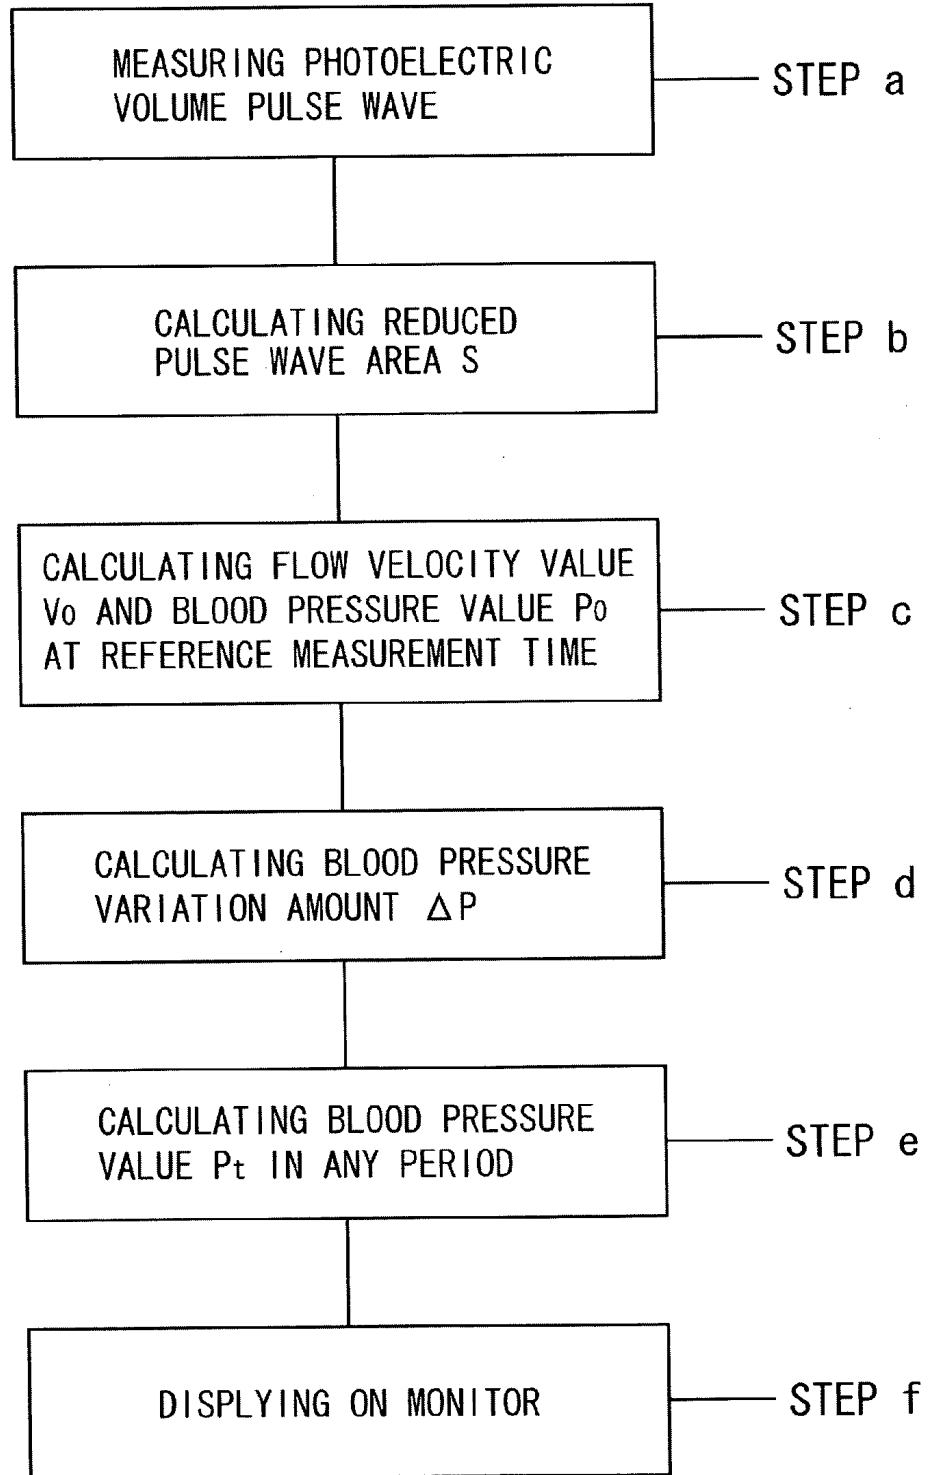 MEASURING PHOTOELECTRIC
VOLUME PULSE WAVE
STEP a
CALCULATING REDUCED
PULSE WAVE AREA S
STEP b
CALCULATING FLOW VELOCITY VALUE
V0 AND BLOOD PRESSURE VALUE P0
AT REFERENCE MEASUREMENT TIME
STEP c
CALCULATING BLOOD PRESSURE
VARIATION AMOUNT ΔP
STEP d
CALCULATING BLOOD PRESSURE
VALUE Pt IN ANY PERIOD
STEP e
DISPLYING ON MONITOR
STEP f